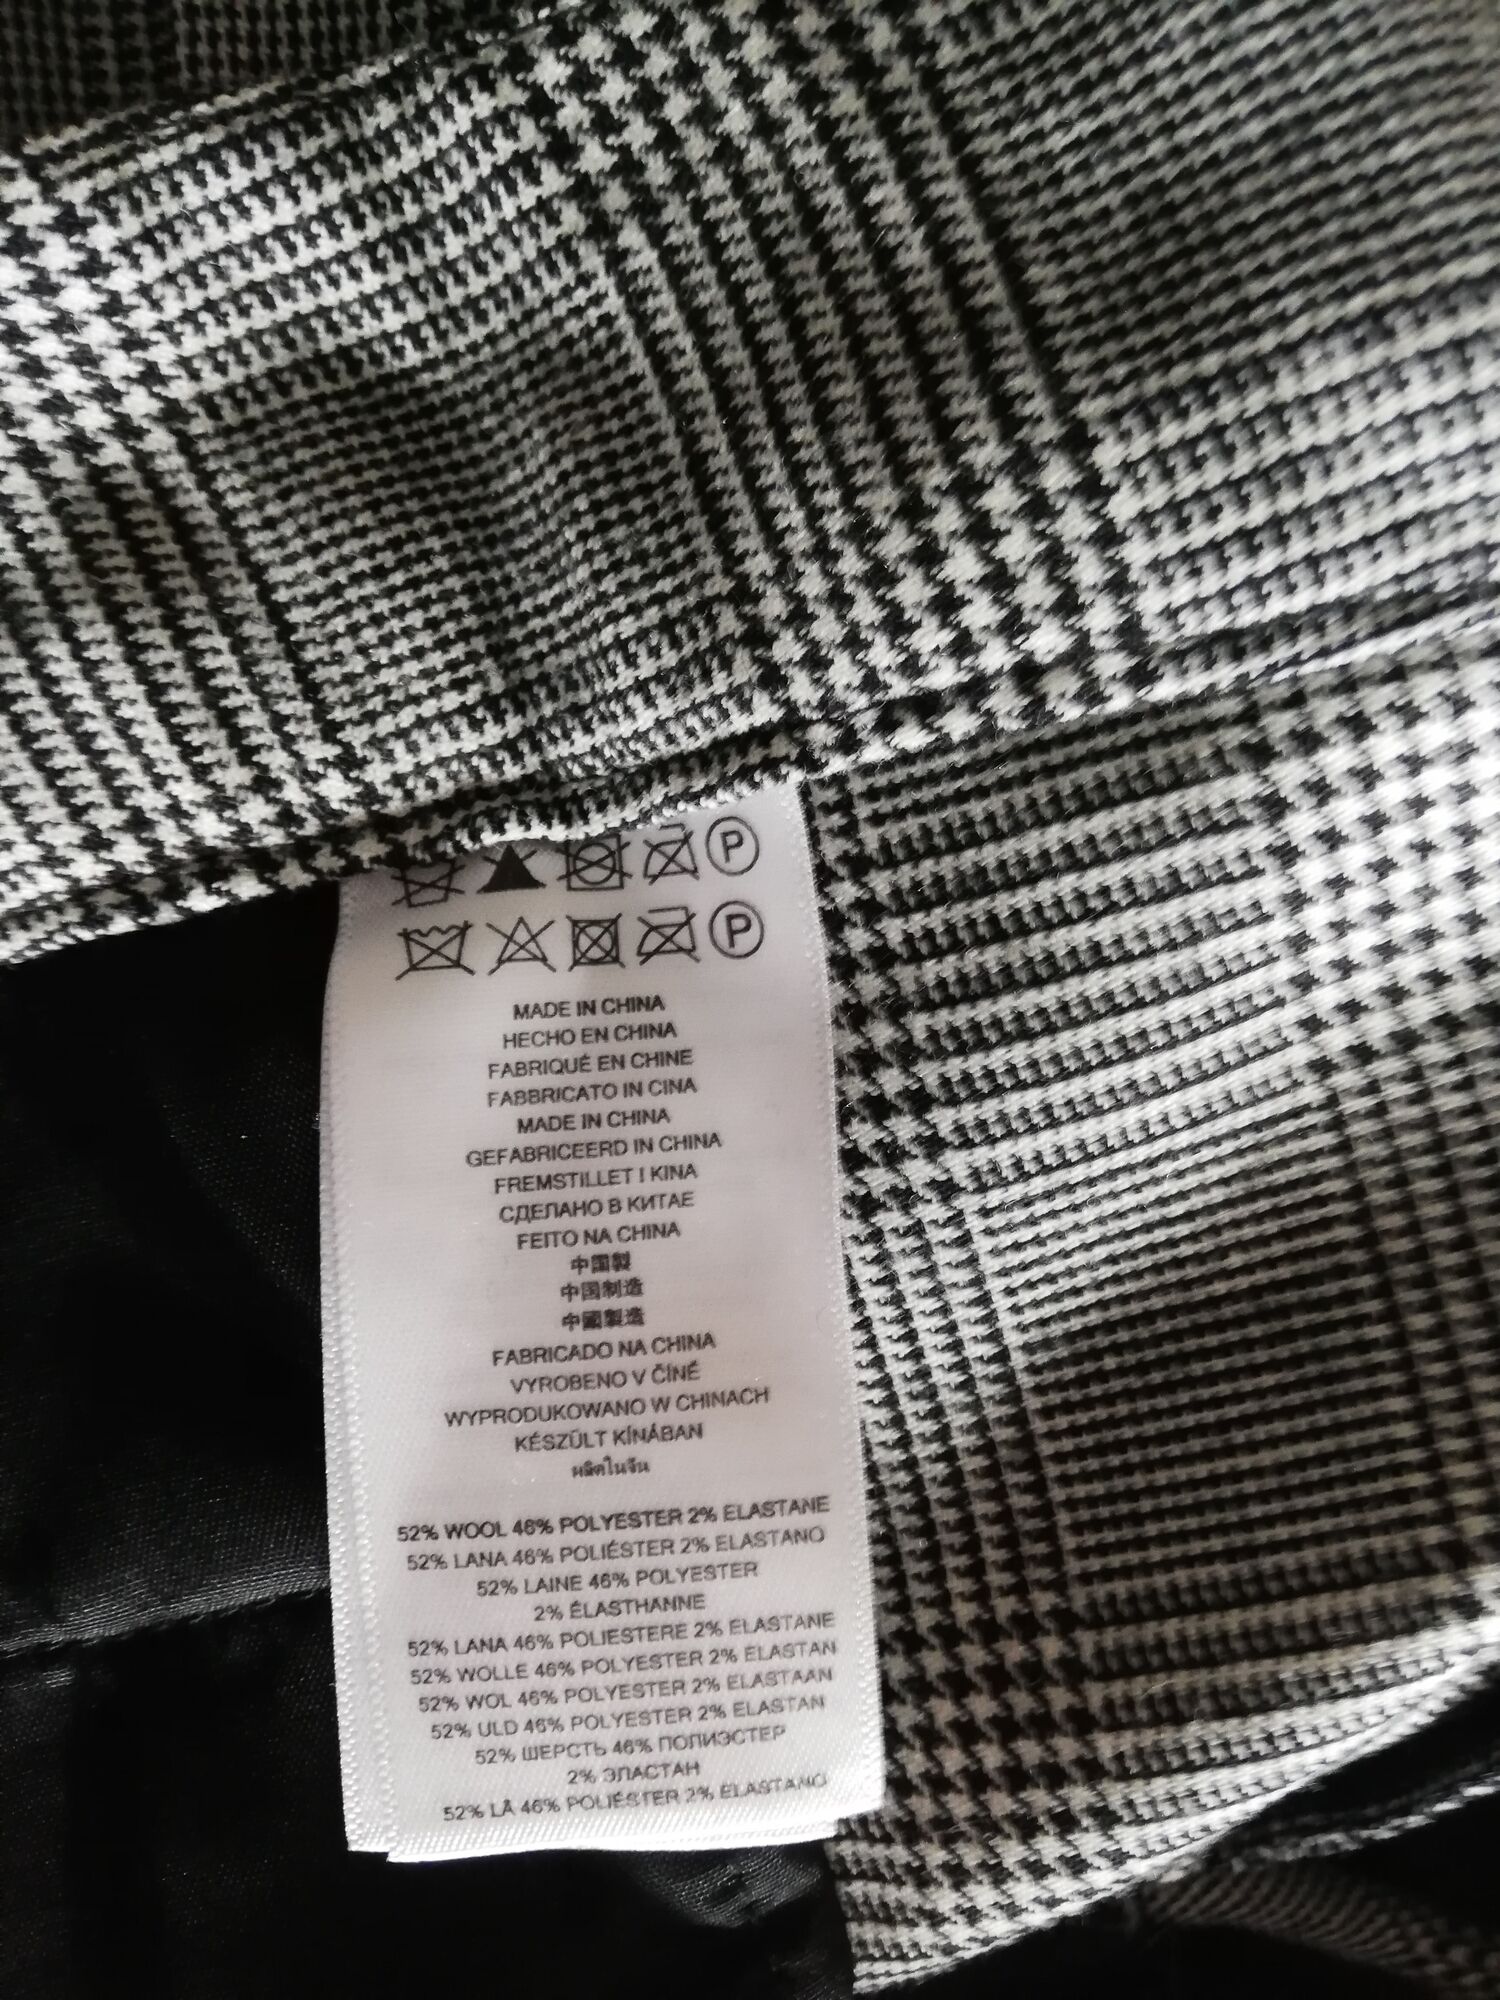 P
P
MADE IN CHINA
HECHO EN CHINA
FABRIQUÉ EN CHINE
FABBRICATO IN CINA
MADE IN CHINA
GEFABRICEERD IN CHINA
FREMSTILLET I KINA
СДЕЛАНО В КИТАЕ
FEITO NA CHINA
中国製
中国制造
中國製造
FABRICADO NA CHINA
VYROBENO V ČÍNĚ
WYPRODUKOWANO W CHINACH
KÉSZÜLT KÍNÁBAN
ผลิตในจีน
52% WOOL 46% POLYESTER 2% ELASTANE
52% LANA 46% POLIÉSTER 2% ELASTANO
52% LAINE 46% POLYESTER
2% ÉLASTHANNE
52% LANA 46% POLIESTERE 2% ELASTANE
52% WOLLE 46% POLYESTER 2% ELASTAN
52% WOL 46% POLYESTER 2% ELASTAAN
52% ULD 46% POLYESTER 2% ELASTAN
52% ШЕРСТЬ 46% ПОЛИЭСТЕР
2% ЭЛАСТАН
52% LÃ 46% POLIÉSTER 2% ELASTANO